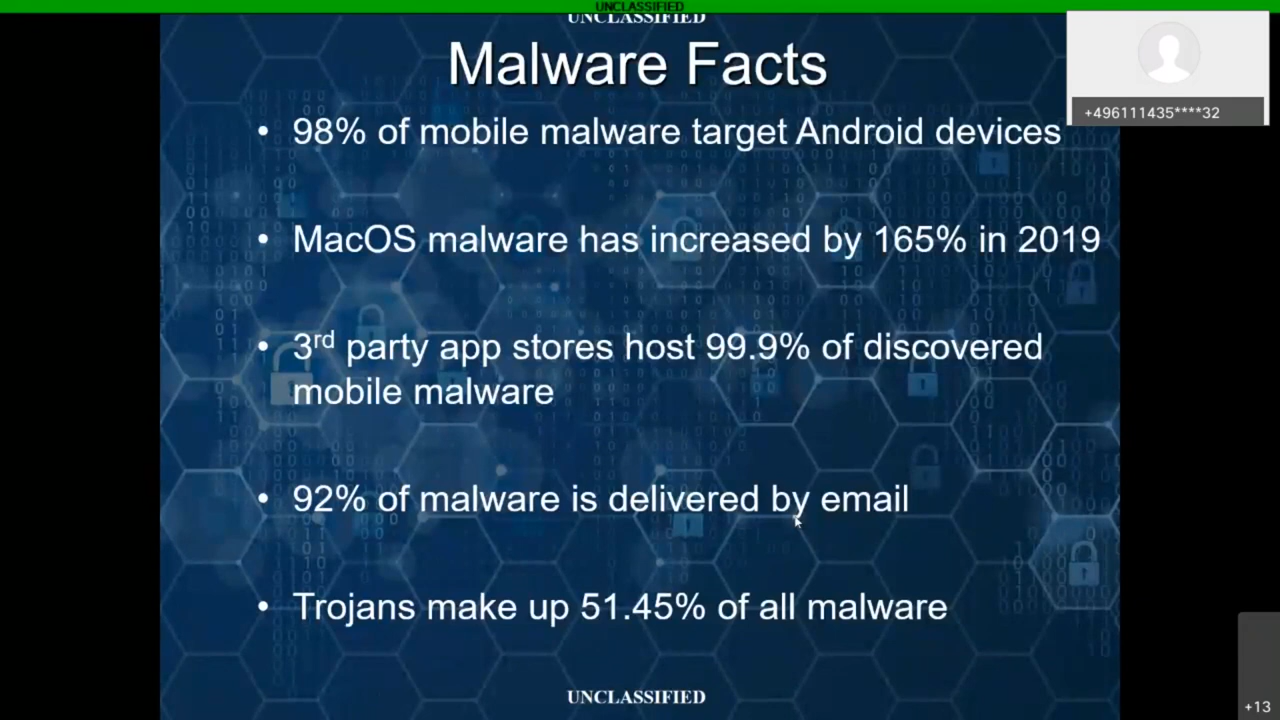 UNCLASSIFIED
UNCLASSIFIED
Malware Facts
+496111435****32
• 98% of mobile malware target Android devices
• MacOS malware has increased by 165% in 2019
• 3rd party app stores host 99.9% of discovered
mobile malware
• 92% of malware is delivered by email
• Trojans make up 51.45% of all malware
UNCLASSIFIED
+13